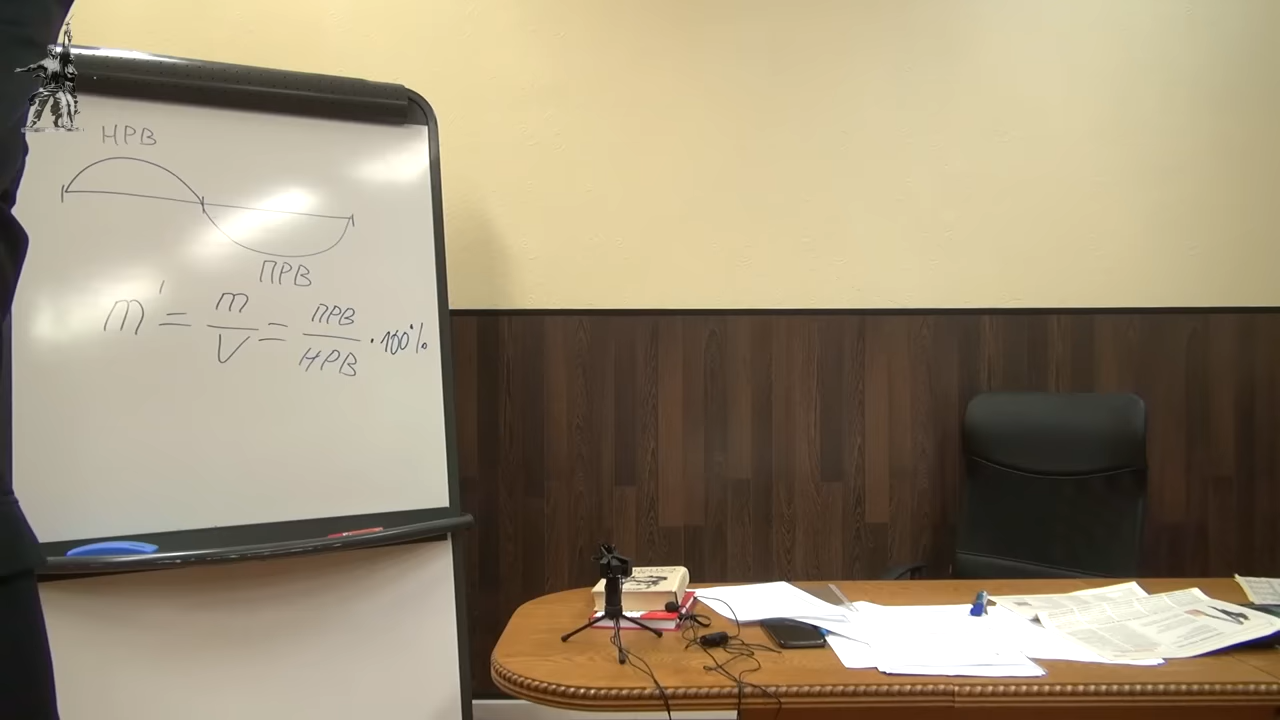 НРВ
ПРВ
m' = m/V = ПРВ/НРВ · 100%